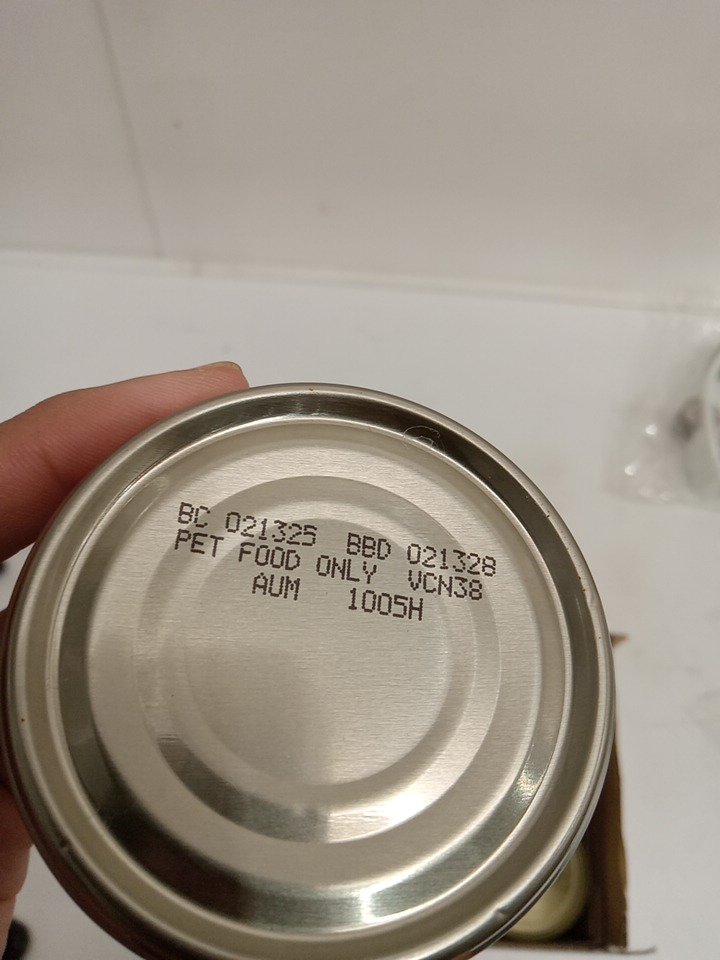 BC 021325 BBD 021328
PET FOOD ONLY VCN38
AUM 1005H